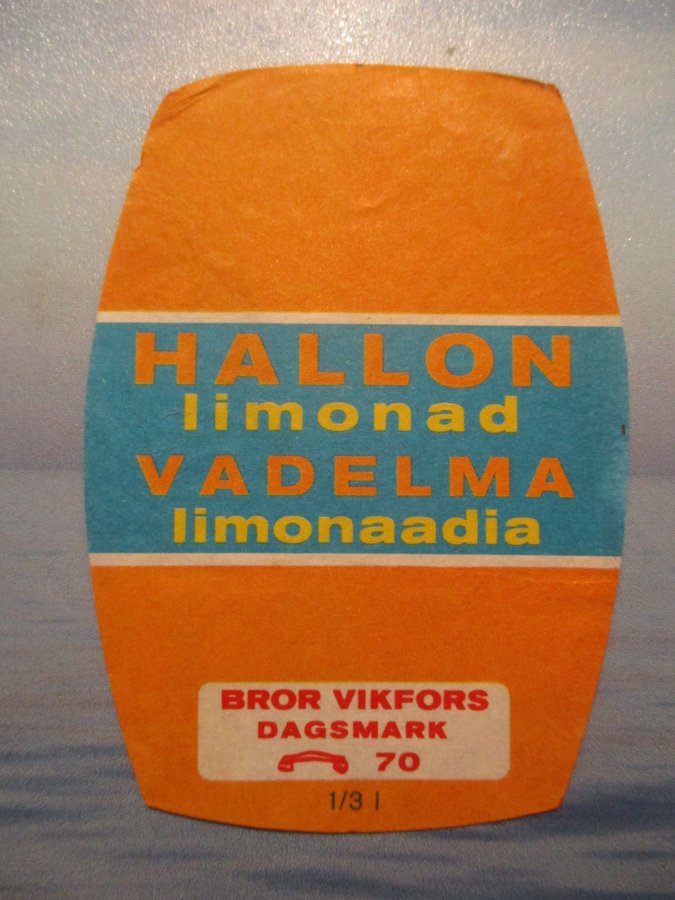 HALLON
limonad
VADELMA
limonaadia
BROR VIKFORS
DAGSMARK
70
1/3 l